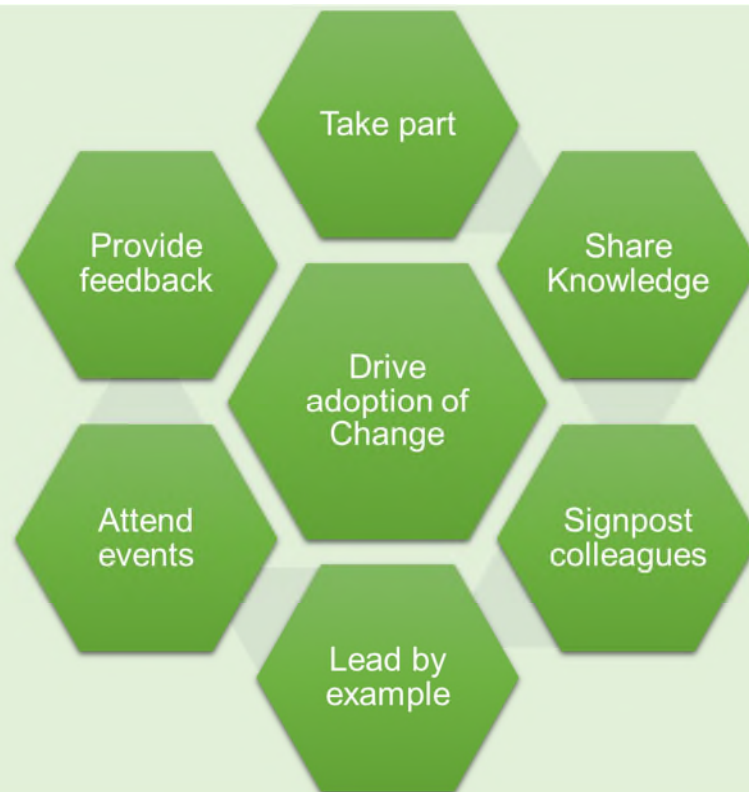 Take part
Share
Knowledge
Signpost
colleagues
Lead by
example
Attend
events
Provide
feedback
Drive
adoption of
Change